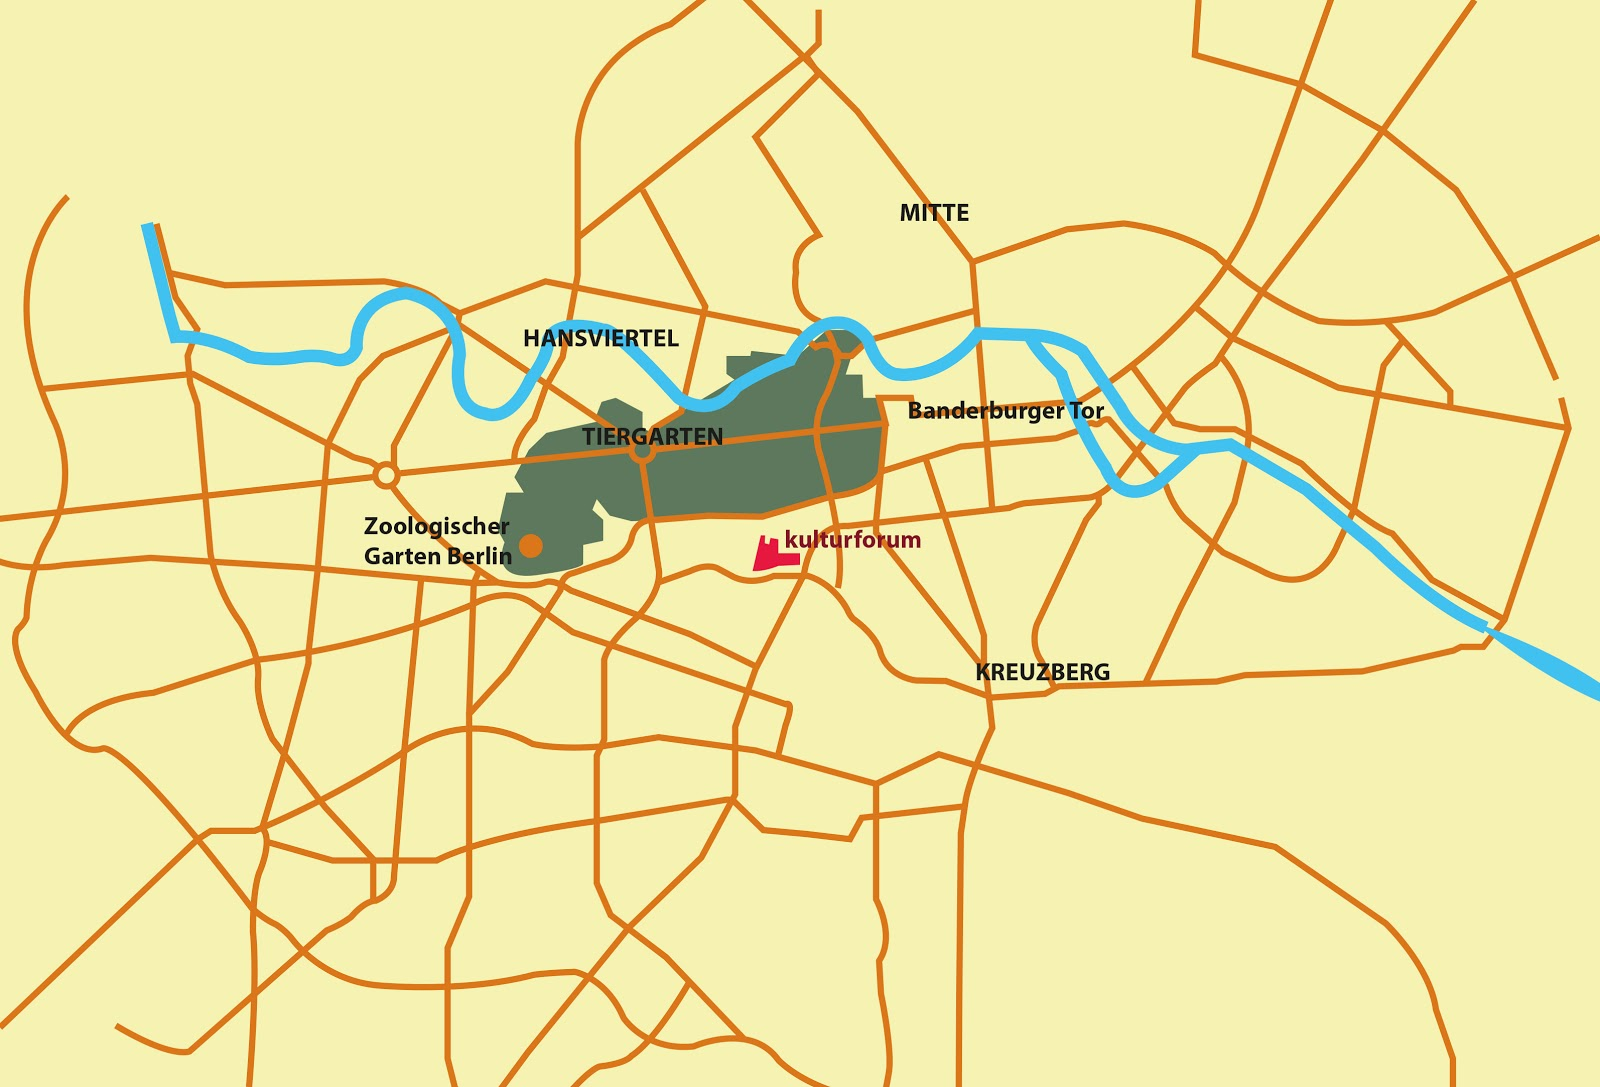 MITTE
HANSVIERTEL
Banderburger Tor
TIERGARTEN
Zoologischer
Garten Berlin
kulturforum
KREUZBERG